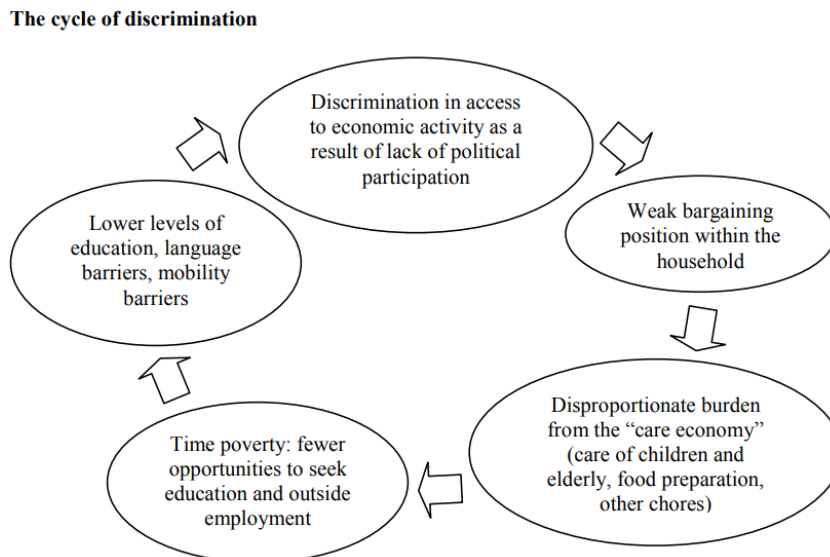 The cycle of discrimination
Discrimination in access
to economic activity as a
result of lack of political
participation
Weak bargaining
position within the
household
Disproportionate burden
from the “care economy”
(care of children and
elderly, food preparation,
other chores)
Time poverty: fewer
opportunities to seek
education and outside
employment
Lower levels of
education, language
barriers, mobility
barriers